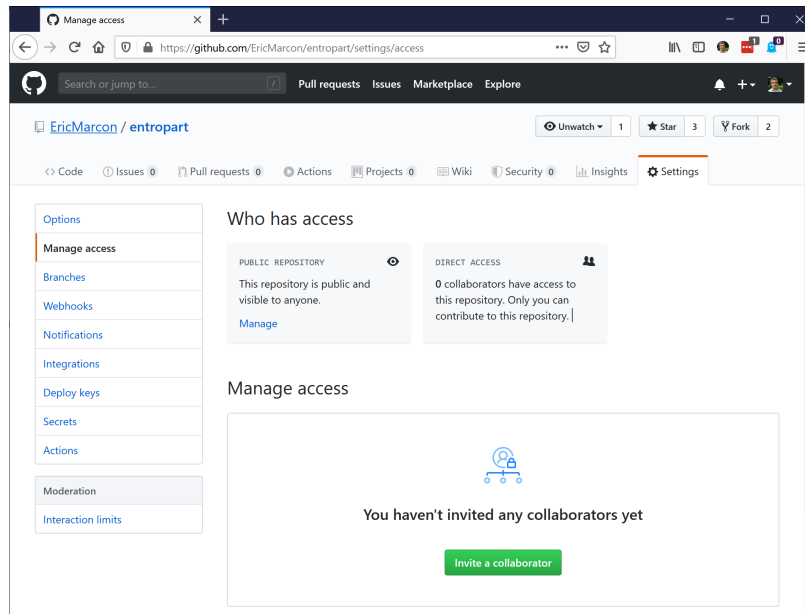 Manage access
https://github.com/EricMarcon/entropart/settings/access
1
0
Search or jump to...
/
Pull requests Issues Marketplace Explore
EricMarcon / entropart
Unwatch 1
Star 3
Fork 2
Code
Issues 0
Pull requests 0
Actions
Projects 0
Wiki
Security 0
Insights
Settings
Options
Manage access
Branches
Webhooks
Notifications
Integrations
Deploy keys
Secrets
Actions
Moderation
Interaction limits
Who has access
PUBLIC REPOSITORY
This repository is public and
visible to anyone.
Manage
DIRECT ACCESS
0 collaborators have access to
this repository. Only you can
contribute to this repository.
Manage access
You haven't invited any collaborators yet
Invite a collaborator